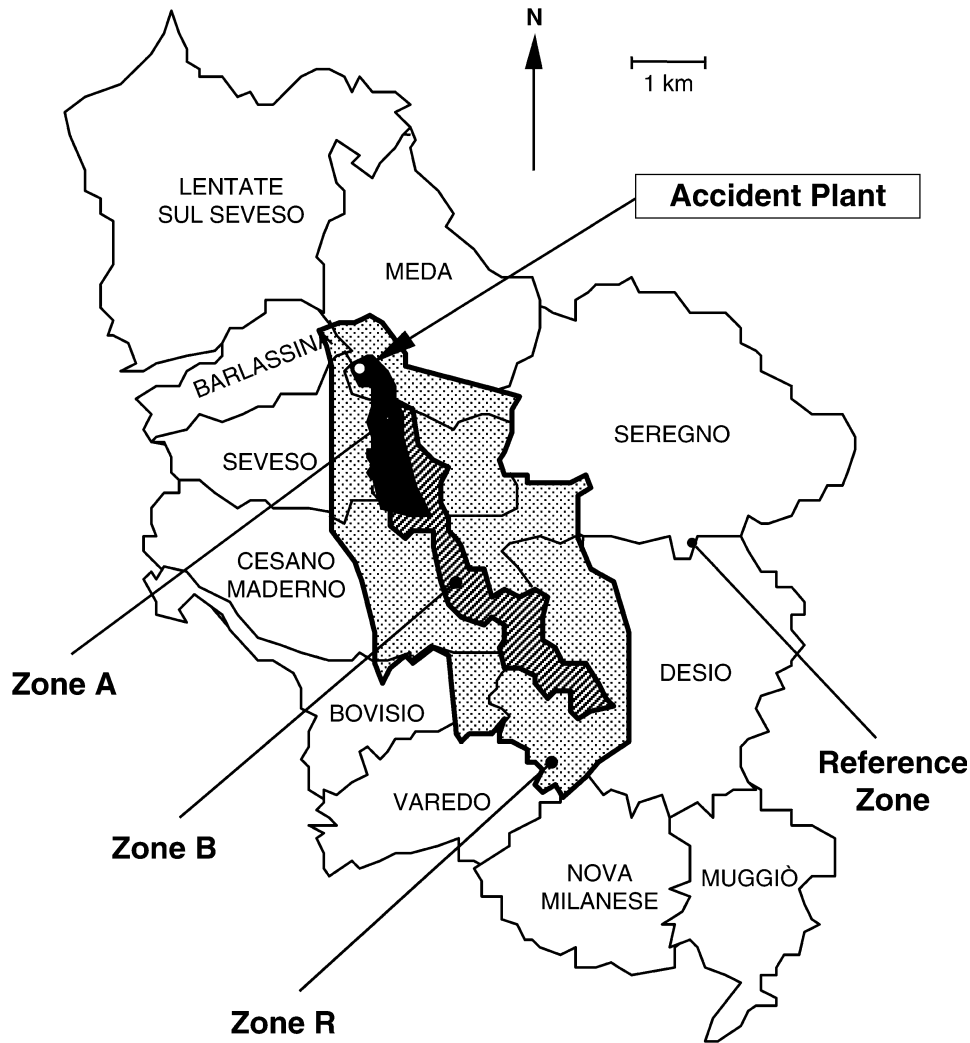 N
1 km
Accident Plant
LENTATE
SUL SEVESO
MEDA
BARLASSINA
SEREGNO
SEVESO
CESANO
MADERNO
Zone A
DESIO
BOVISIO
Reference
Zone
VAREDO
Zone B
NOVA
MILANESE
MUGGIÒ
Zone R